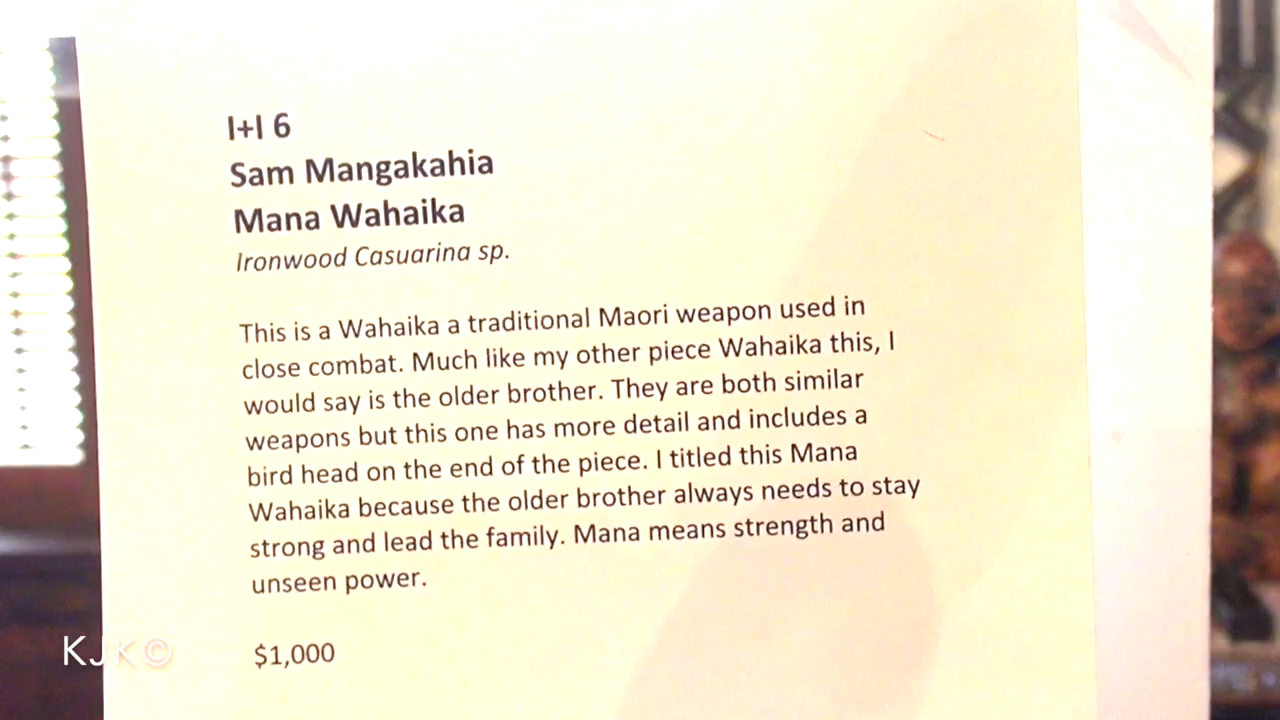 I+I 6
Sam Mangakahia
Mana Wahaika
Ironwood Casuarina sp.
This is a Wahaika a traditional Maori weapon used in
close combat. Much like my other piece Wahaika this, I
would say is the older brother. They are both similar
weapons but this one has more detail and includes a
bird head on the end of the piece. I titled this Mana
Wahaika because the older brother always needs to stay
strong and lead the family. Mana means strength and
unseen power.
$1,000
KJK©